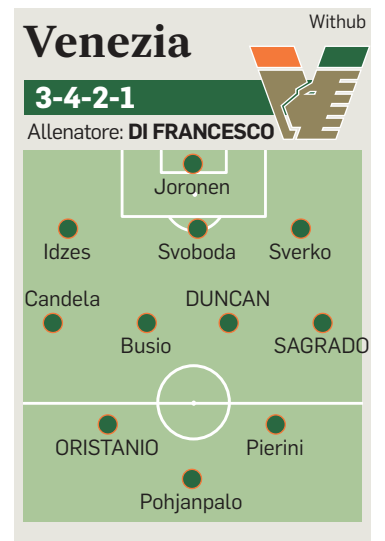 Withub
Venezia
3-4-2-1
Allenatore: DI FRANCESCO
Joronen
Idzes Svoboda Sverko
Candela DUNCAN
Busio SAGRADO
ORISTANIO Pierini
Pohjanpalo